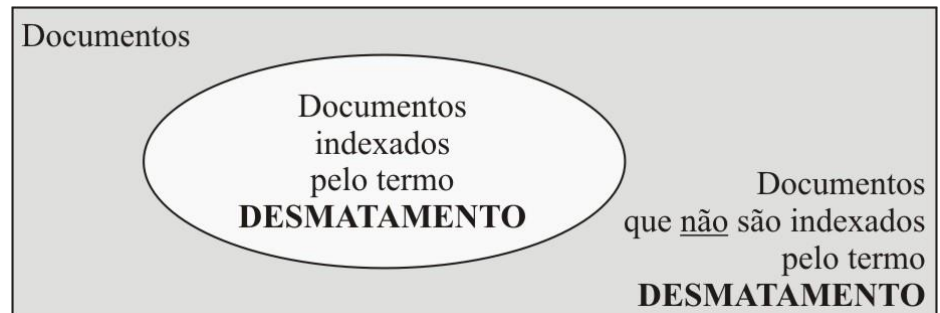 Documentos
Documentos
indexados
pelo termo
DESMATAMENTO
Documentos
que não são indexados
pelo termo
DESMATAMENTO